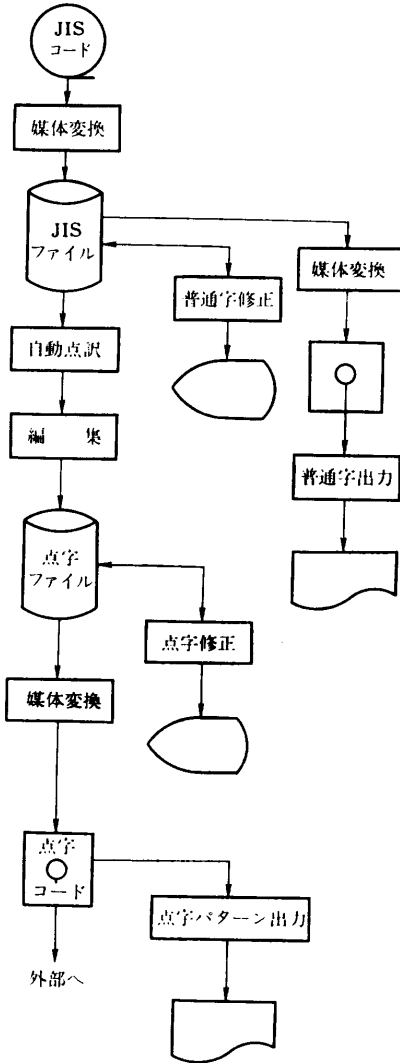 JIS
コード
媒体変換
JIS
ファイル
媒体変換
普通字修正
自動点訳
編 集
普通字出力
点字
ファイル
点字修正
媒体変換
点字
コード
点字パターン出力
外部へ